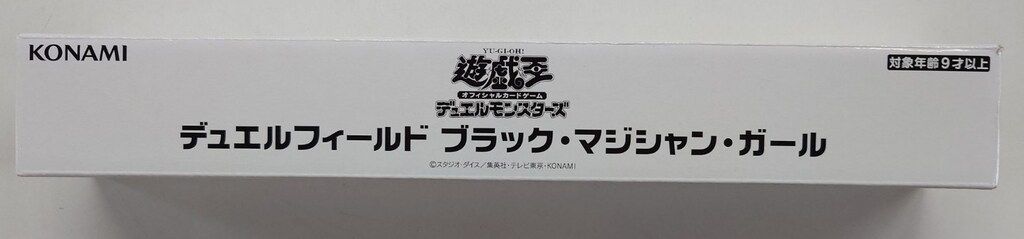 KONAMI
YU-GI-OH!
遊戯王
オフィシャルカードゲーム
デュエルモンスターズ
対象年齢9才以上
デュエルフィールド ブラック・マジシャン・ガール
©スタジオ・ダイス／集英社・テレビ東京・KONAMI